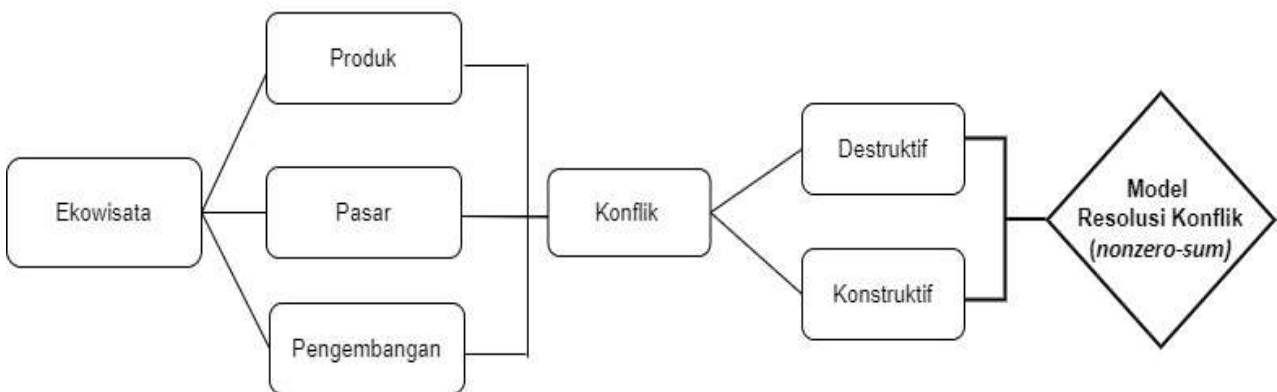 Produk
Ekowisata
Pasar
Pengembangan
Konflik
Destruktif
Konstruktif
Model
Resolusi Konflik
(nonzero-sum)